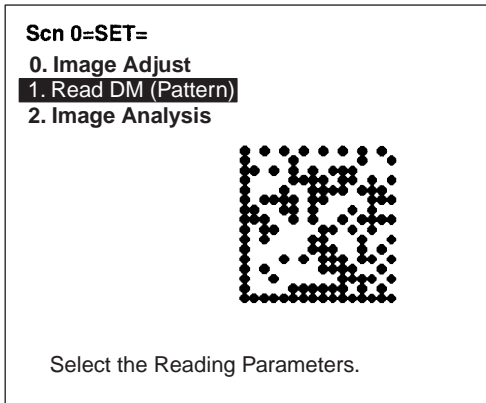 Scn 0=SET=
0. Image Adjust
1. Read DM (Pattern)
2. Image Analysis
Select the Reading Parameters.